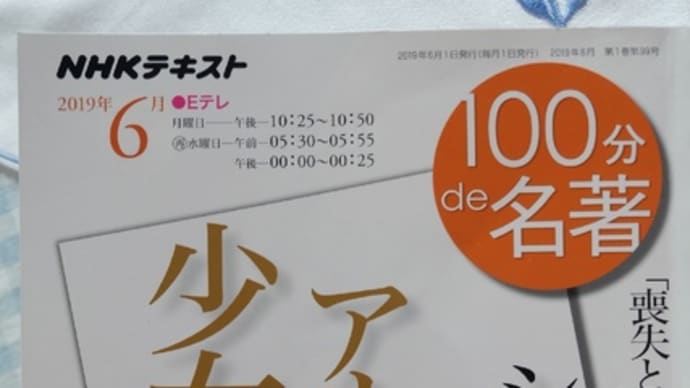 NHKテキスト
2019年6月1日発行(毎月1日発行) 2019年6月 第1巻第99号
2019年 6月 ●Eテレ
月曜日――午後―10:25〜10:50
㊁水曜日―午前―05:30〜05:55
午後―00:00〜00:25
100分
de名著
「喪失と
ア
少女